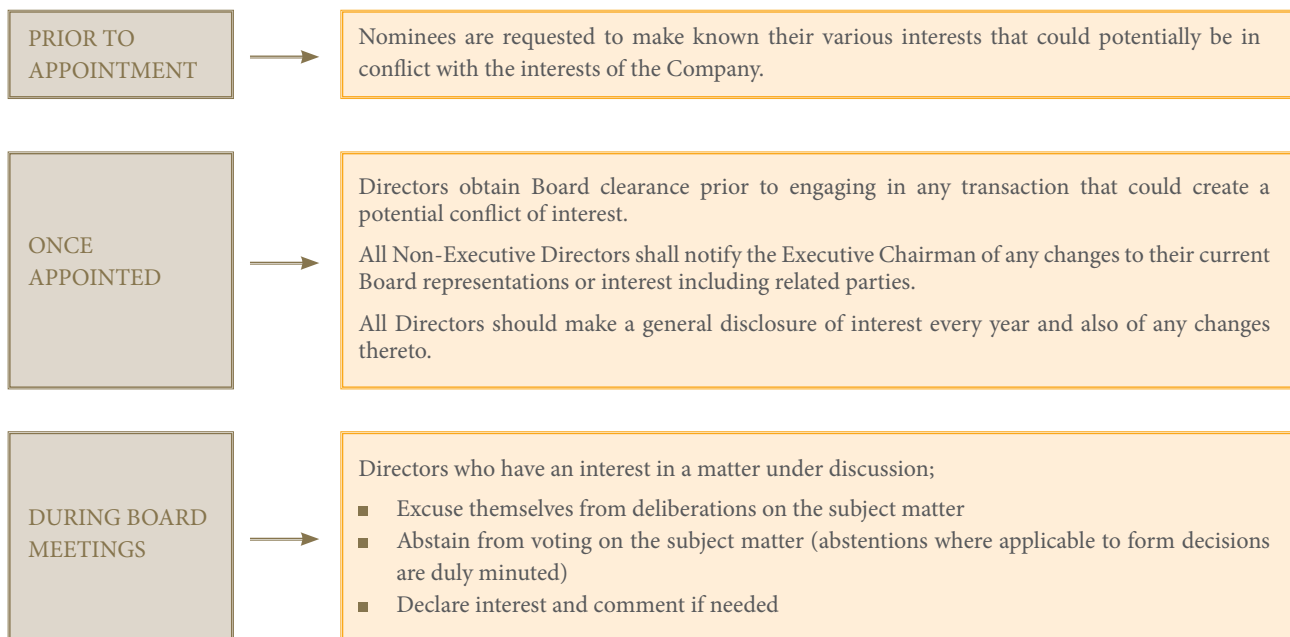 PRIOR TO
APPOINTMENT
Nominees are requested to make known their various interests that could potentially be in
conflict with the interests of the Company.
ONCE
APPOINTED
Directors obtain Board clearance prior to engaging in any transaction that could create a
potential conflict of interest.
All Non-Executive Directors shall notify the Executive Chairman of any changes to their current
Board representations or interest including related parties.
All Directors should make a general disclosure of interest every year and also of any changes
thereto.
DURING BOARD
MEETINGS
Directors who have an interest in a matter under discussion;
■ Excuse themselves from deliberations on the subject matter
■ Abstain from voting on the subject matter (abstentions where applicable to form decisions
are duly minuted)
■ Declare interest and comment if needed